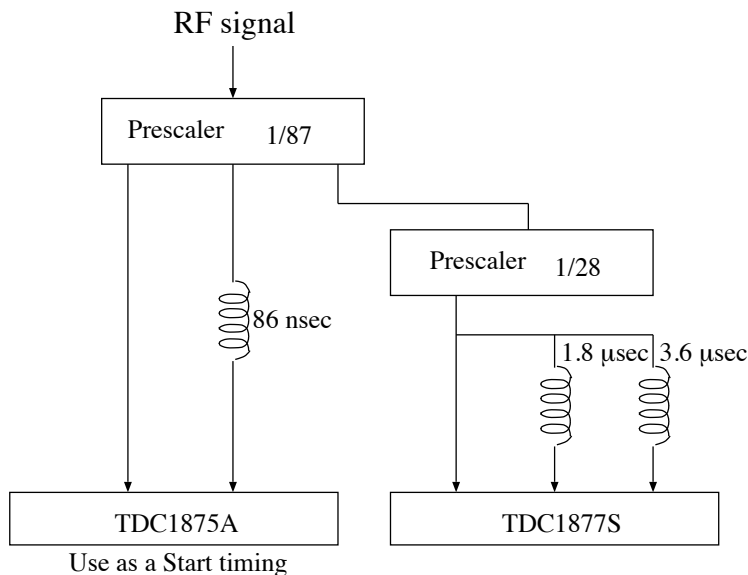 RF signal
Prescaler 1/87
Prescaler 1/28
86 nsec
1.8 μsec 3.6 μsec
TDC1875A
TDC1877S
Use as a Start timing